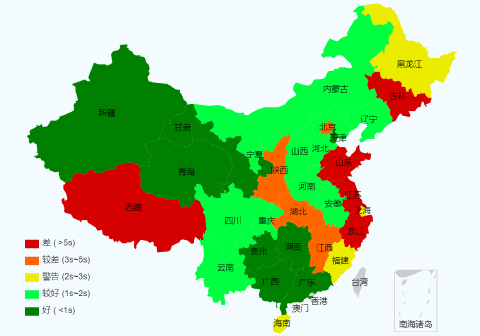 黑龙江
吉林
内蒙古
辽宁
新疆
北京
天津
甘肃
河北
山西
宁夏
山东
青海
陕西
河南
江苏
西藏
安徽
上海
湖北
四川
重庆
浙江
湖南
江西
贵州
福建
云南
台湾
广西
广东
香港
澳门
海南
南海诸岛
差 ( >5s)
较差 (3s~5s)
警告 (2s~3s)
较好 (1s~2s)
好 ( <1s)